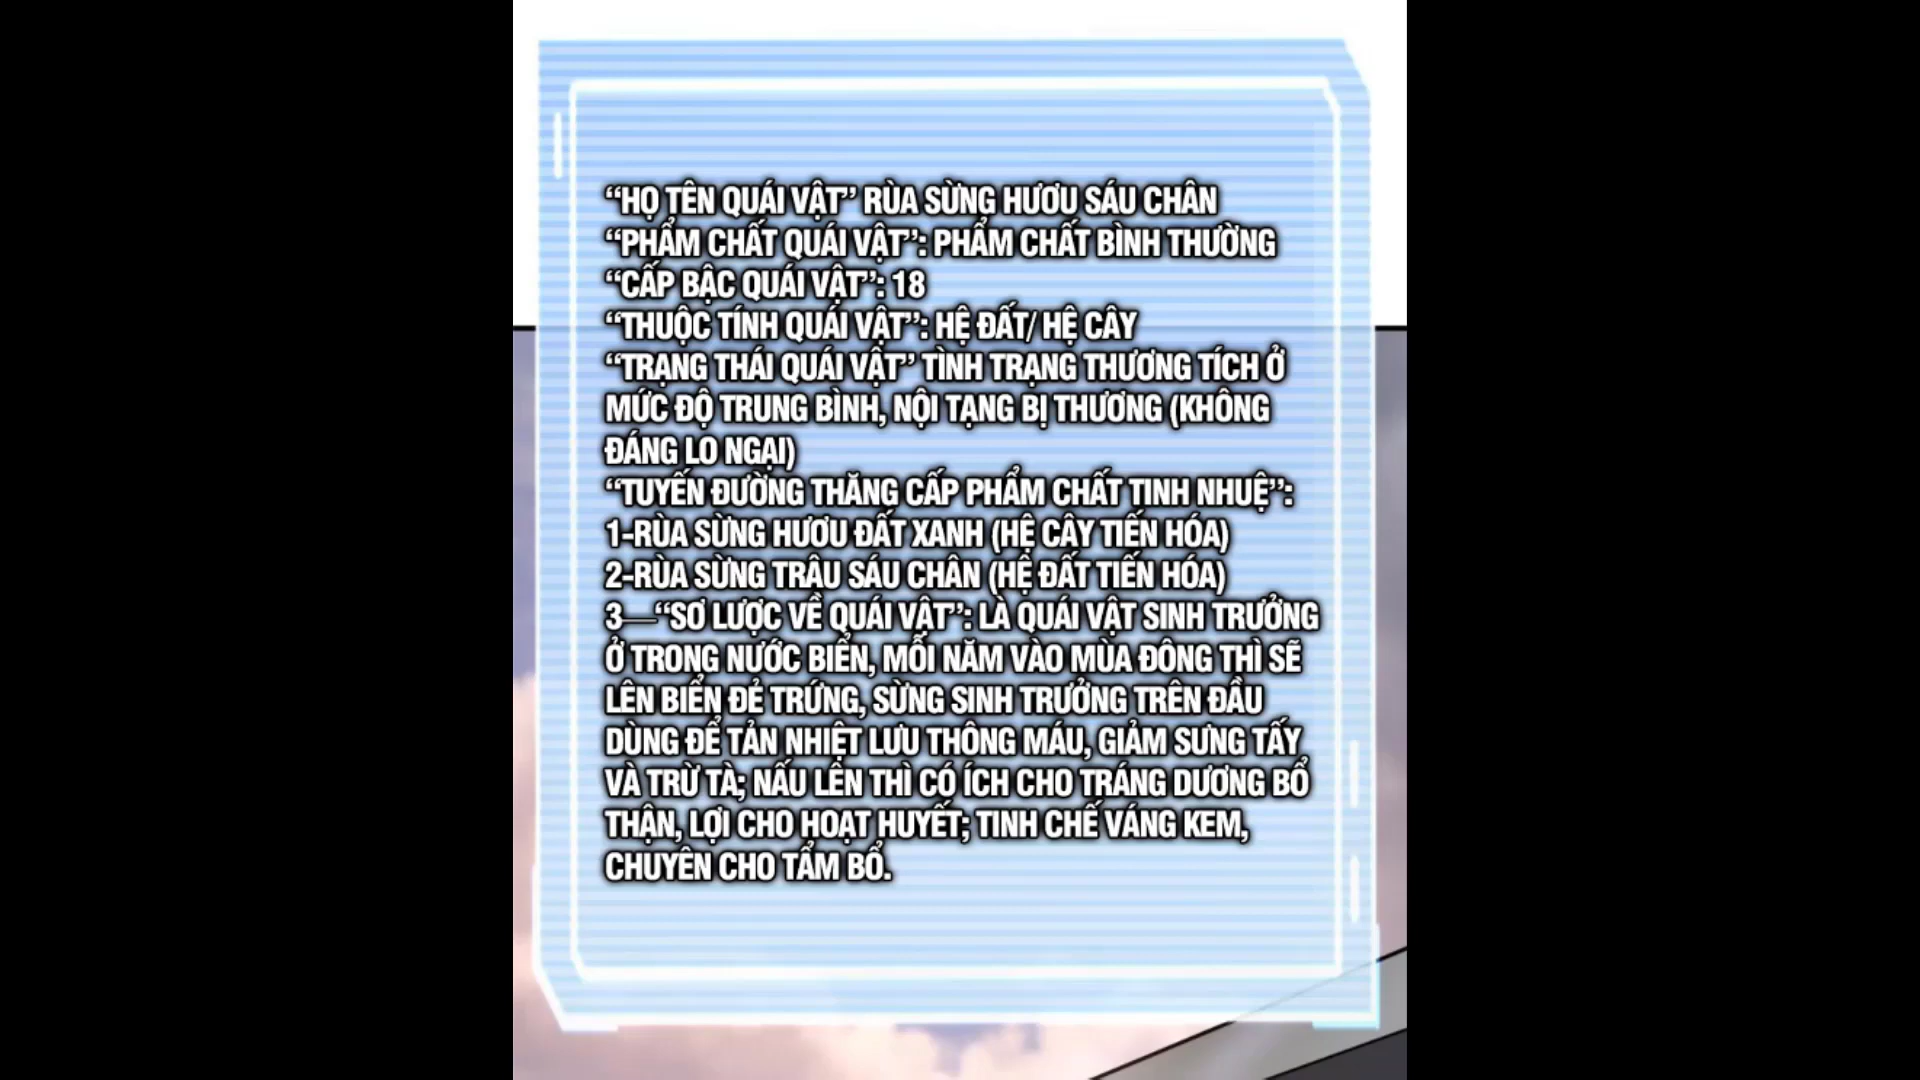 “HỌ TÊN QUÁI VẬT” RÙA SỪNG HƯƠU SÁU CHÂN
“PHẨM CHẤT QUÁI VẬT”: PHẨM CHẤT BÌNH THƯỜNG
“CẤP BẬC QUÁI VẬT”: 18
“THUỘC TÍNH QUÁI VẬT”: HỆ ĐẤT/ HỆ CÂY
“TRẠNG THÁI QUÁI VẬT” TÌNH TRẠNG THƯƠNG TÍCH Ở
MỨC ĐỘ TRUNG BÌNH, NỘI TẠNG BỊ THƯƠNG (KHÔNG
ĐÁNG LO NGẠI)
“TUYẾN ĐƯỜNG THĂNG CẤP PHẨM CHẤT TINH NHUỆ”:
1-RÙA SỪNG HƯƠU ĐẤT XANH (HỆ CÂY TIẾN HÓA)
2-RÙA SỪNG TRÂU SÁU CHÂN (HỆ ĐẤT TIẾN HÓA)
3—“SƠ LƯỢC VỀ QUÁI VẬT”: LÀ QUÁI VẬT SINH TRƯỞNG
Ở TRONG NƯỚC BIỂN, MỖI NĂM VÀO MÙA ĐÔNG THÌ SẼ
LÊN BIỂN ĐẺ TRỨNG, SỪNG SINH TRƯỞNG TRÊN ĐẦU
DÙNG ĐỂ TẢN NHIỆT LƯU THÔNG MÁU, GIẢM SƯNG TẤY
VÀ TRỪ TÀ; NẤU LÊN THÌ CÓ ÍCH CHO TRÁNG DƯƠNG BỔ
THẬN, LỢI CHO HOẠT HUYẾT; TINH CHẾ VÁNG KEM,
CHUYÊN CHO TẨM BỔ.